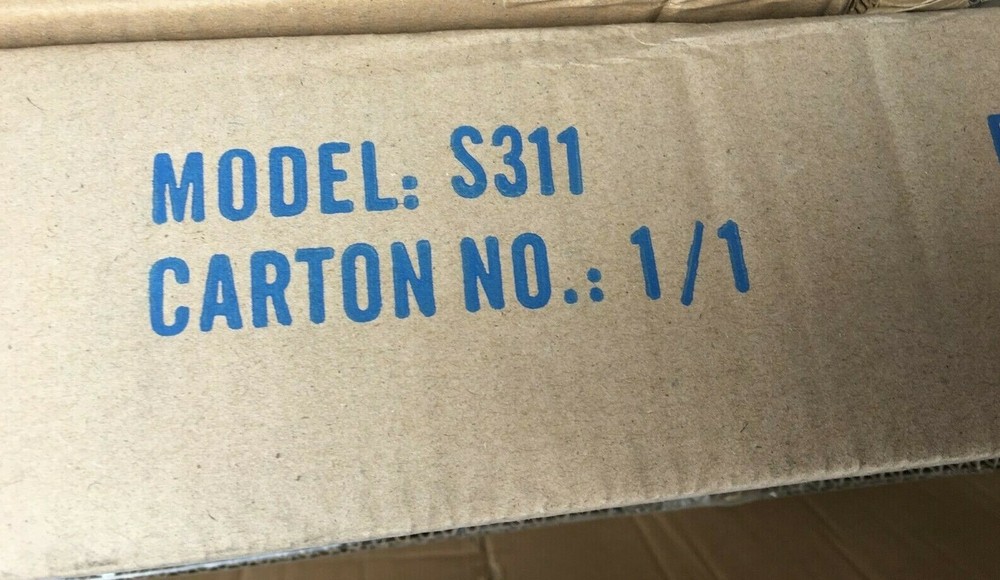 MODEL: S311
CARTON NO.: 1/1